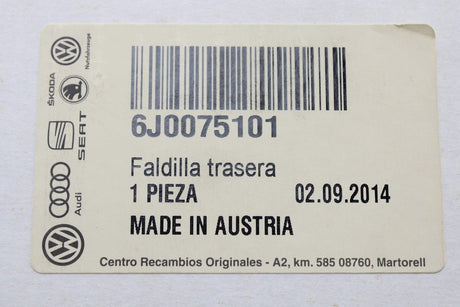 Nutzfahrzeuge
ŠKODA
SEAT
Audi
6J0075101
Faldilla trasera
1 PIEZA 02.09.2014
MADE IN AUSTRIA
Centro Recambios Originales - A2, km. 585 08760, Martorell